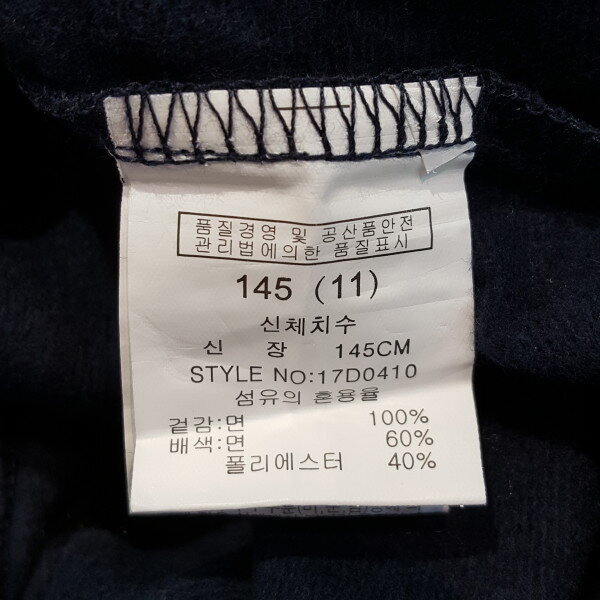 품질경영 및 공산품안전
관리법에의한 품질표시
145 (11)
신체치수
신 장 145CM
STYLE NO:17D0410
섬유의 혼용율
겉감:면 100%
배색:면 60%
폴리에스터 40%